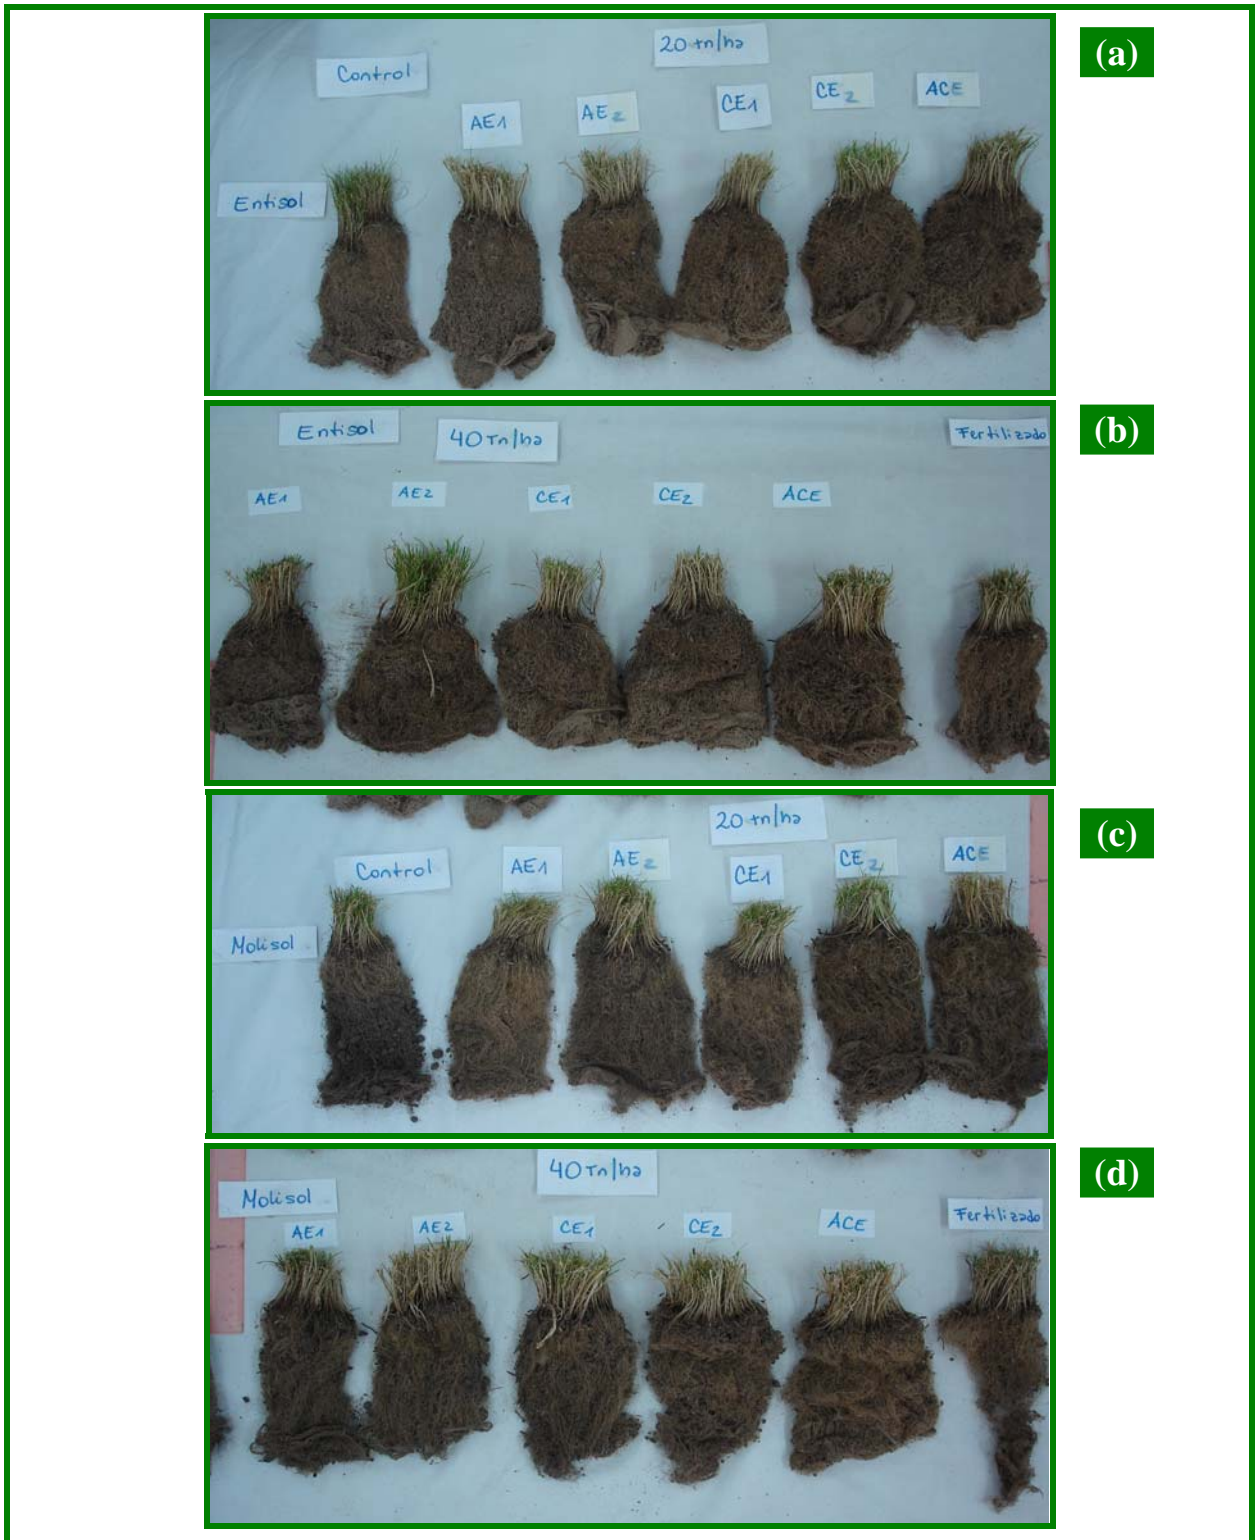 (a)
20 tn/ha
Control
AE1
AE2
CE1
CE2
ACE
Entisol
(b)
Entisol
40 Tn/ha
Fertilizado
AE1
AE2
CE1
CE2
ACE
(c)
20 tn/ha
Control
AE1
AE2
CE1
CE2
ACE
Molisol
(d)
40 Tn/ha
Molisol
Fertilizado
AE1
AE2
CE1
CE2
ACE